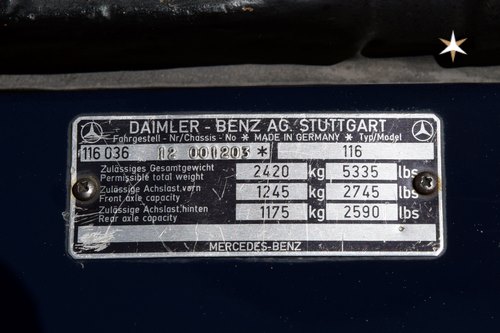 DAIMLER - BENZ AG. STUTTGART
Fahrgestell - Nr/Chassis - No * MADE IN GERMANY * Typ/Model
116 036 12 001203 * 116
Zulässiges Gesamtgewicht
Permissible total weight 2420 kg 5335 lbs
Zulässige Achslast,vorn
Front axle capacity 1245 kg 2745 lbs
Zulässige Achslast,hinten
Rear axle capacity 1175 kg 2590 lbs
MERCEDES-BENZ